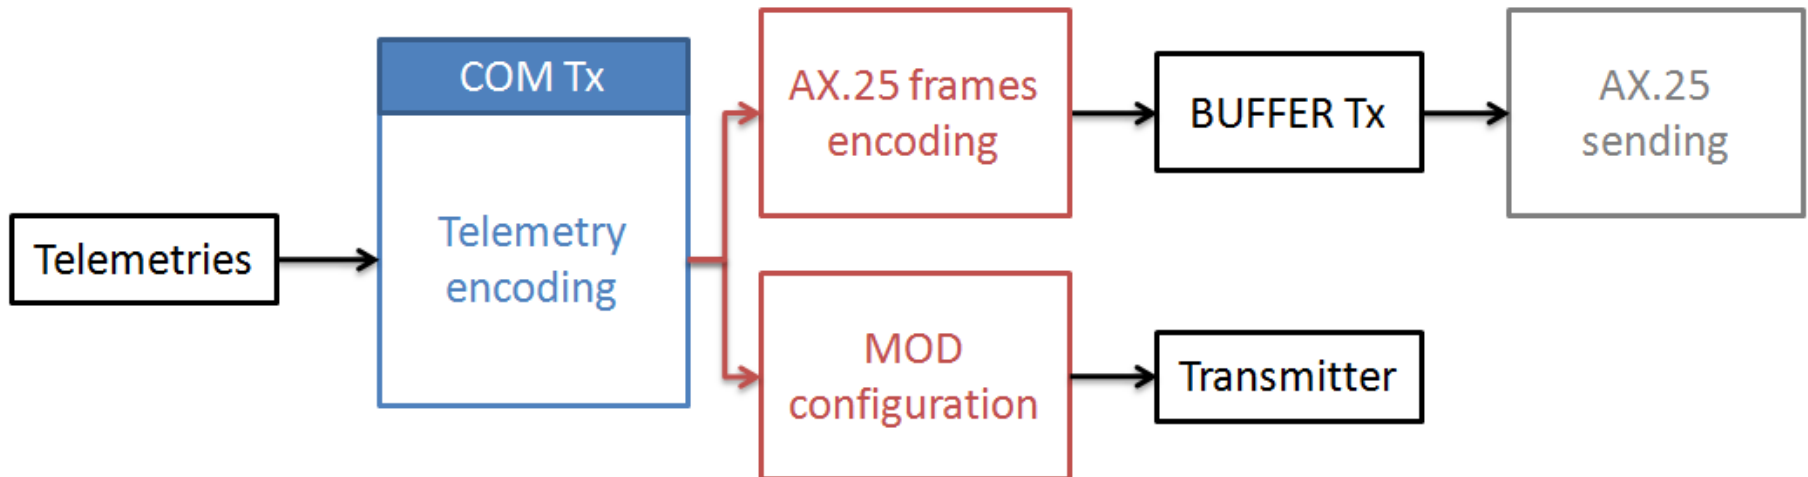 Telemetries
COM Tx
Telemetry
encoding
AX.25 frames
encoding
BUFFER Tx
AX.25
sending
MOD
configuration
Transmitter